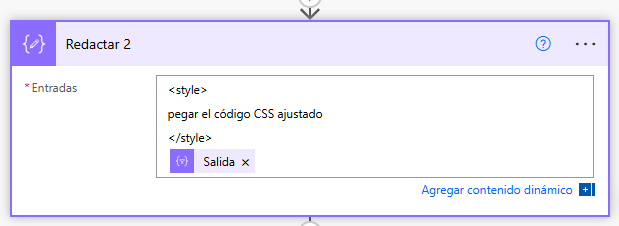 Redactar 2
? ...
* Entradas
<style>
pegar el código CSS ajustado
</style>
Salida ×
Agregar contenido dinámico